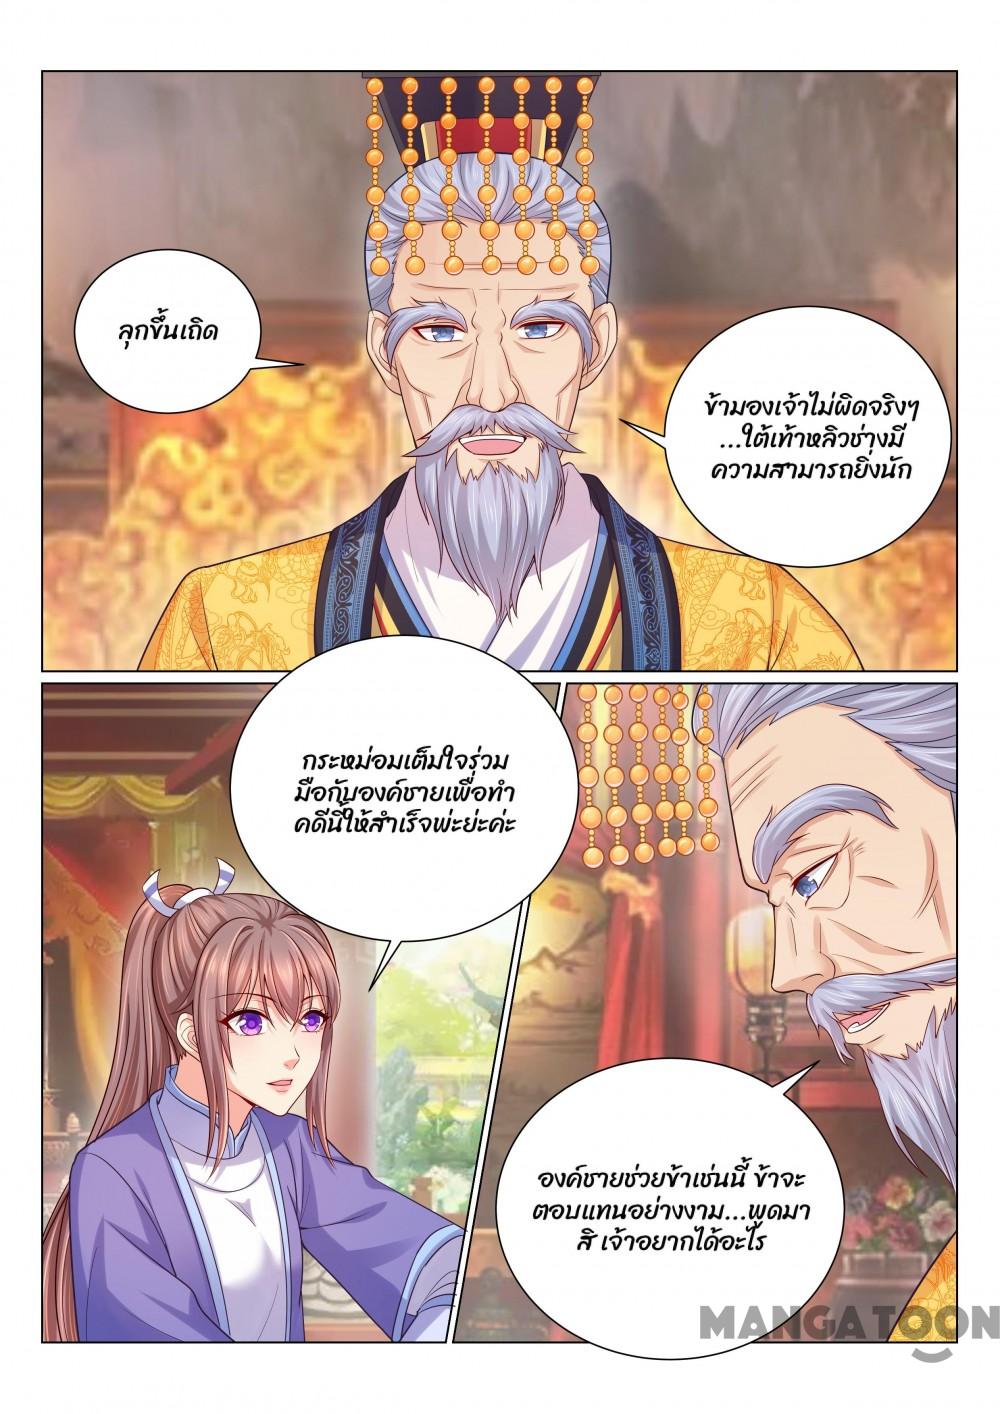 ลุกขึ้นเถิด
ข้ามองเจ้าไม่ผิดจริงๆ
...ใต้เท้าหลิวช่างมี
ความสามารถยิ่งนัก
กระหม่อมเต็มใจร่วม
มือกับองค์ชายเพื่อทำ
คดีนี้ให้สำเร็จพ่ะย่ะค่ะ
องค์ชายช่วยข้าเช่นนี้ ข้าจะ
ตอบแทนอย่างงาม...พูดมา
สิ เจ้าอยากได้อะไร
MANGATOON